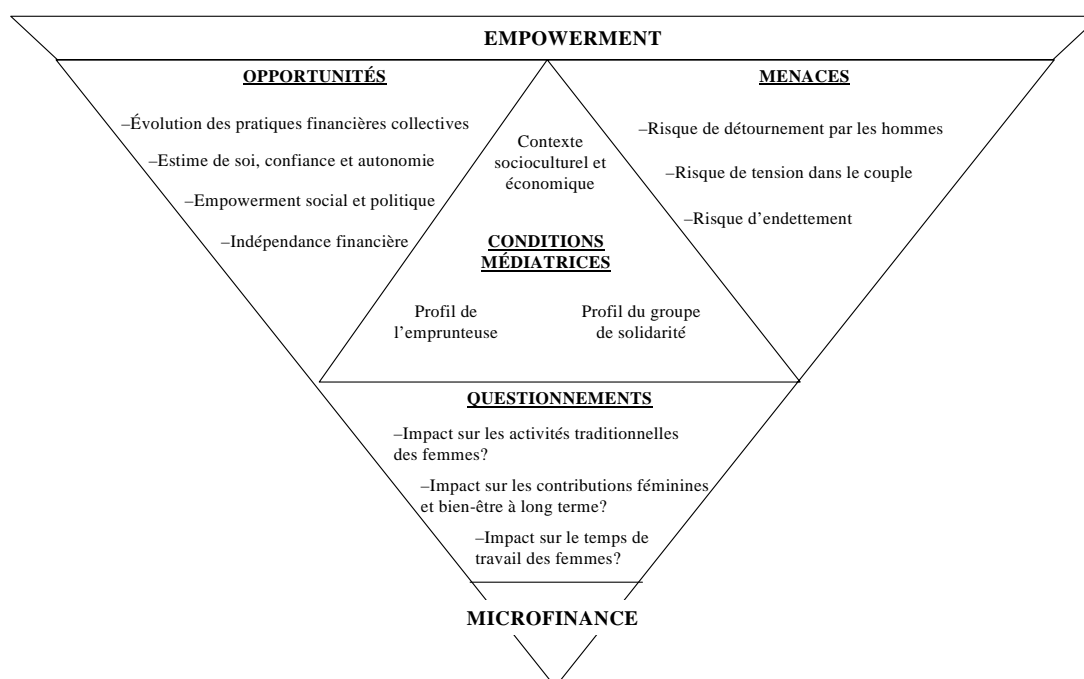 EMPOWERMENT
OPPORTUNITÉS
–Évolution des pratiques financières collectives
–Estime de soi, confiance et autonomie
–Empowerment social et politique
–Indépendance financière
MENACES
–Risque de détournement par les hommes
–Risque de tension dans le couple
–Risque d’endettement
Contexte
socioculturel et
économique
CONDITIONS
MÉDIATRICES
Profil de
l’emprunteuse
Profil du groupe
de solidarité
QUESTIONNEMENTS
–Impact sur les activités traditionnelles
des femmes?
–Impact sur les contributions féminines
et bien-être à long terme?
–Impact sur le temps de
travail des femmes?
MICROFINANCE